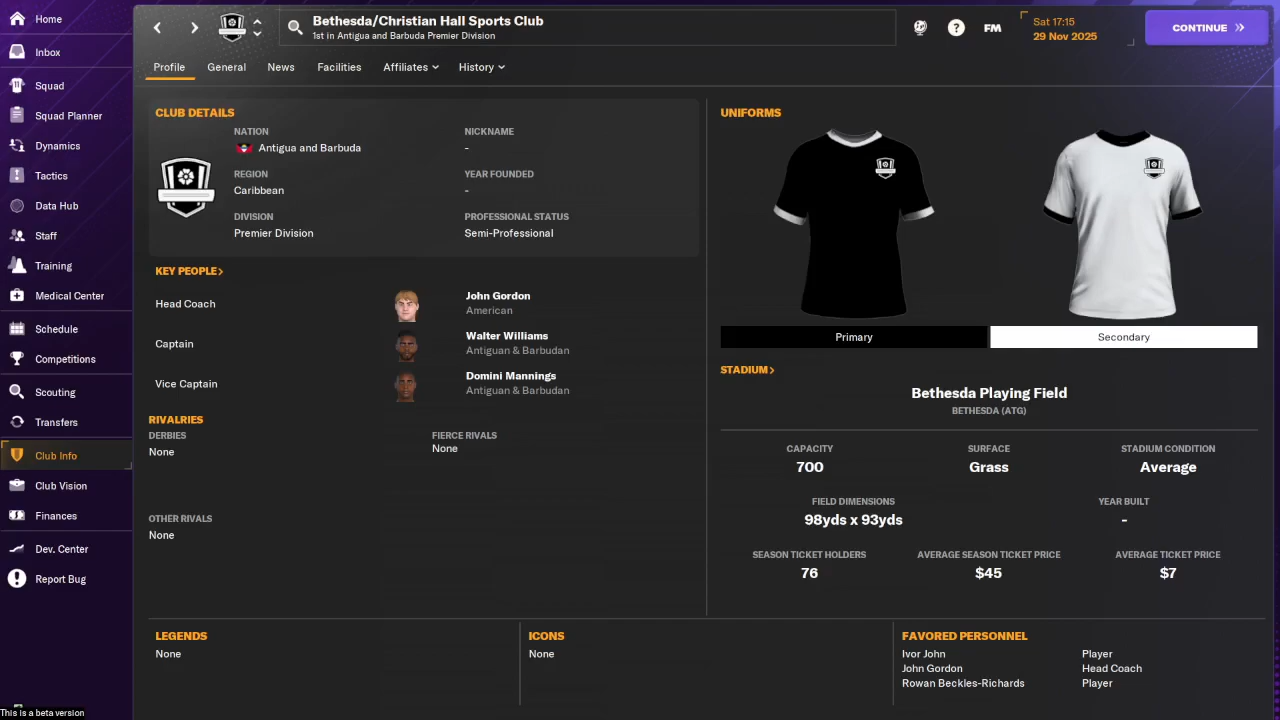 Home
Inbox
Squad
Squad Planner
Dynamics
Tactics
Data Hub
Staff
Training
Medical Center
Schedule
Competitions
Scouting
Transfers
Club Info
Club Vision
Finances
Dev. Center
Report Bug
This is a beta version
Bethesda/Christian Hall Sports Club
1st in Antigua and Barbuda Premier Division
FM
Sat 17:15
29 Nov 2025
CONTINUE
Profile General News Facilities Affiliates History
CLUB DETAILS
NATION
Antigua and Barbuda
NICKNAME
-
REGION
Caribbean
YEAR FOUNDED
-
DIVISION
Premier Division
PROFESSIONAL STATUS
Semi-Professional
KEY PEOPLE
Head Coach
John Gordon
American
Captain
Walter Williams
Antiguan & Barbudan
Vice Captain
Domini Mannings
Antiguan & Barbudan
RIVALRIES
DERBIES
None
FIERCE RIVALS
None
OTHER RIVALS
None
UNIFORMS
Primary
Secondary
STADIUM
Bethesda Playing Field
BETHESDA (ATG)
CAPACITY
700
SURFACE
Grass
STADIUM CONDITION
Average
FIELD DIMENSIONS
98yds x 93yds
YEAR BUILT
-
SEASON TICKET HOLDERS
76
AVERAGE SEASON TICKET PRICE
$45
AVERAGE TICKET PRICE
$7
LEGENDS
None
ICONS
None
FAVORED PERSONNEL
Ivor John Player
John Gordon Head Coach
Rowan Beckles-Richards Player